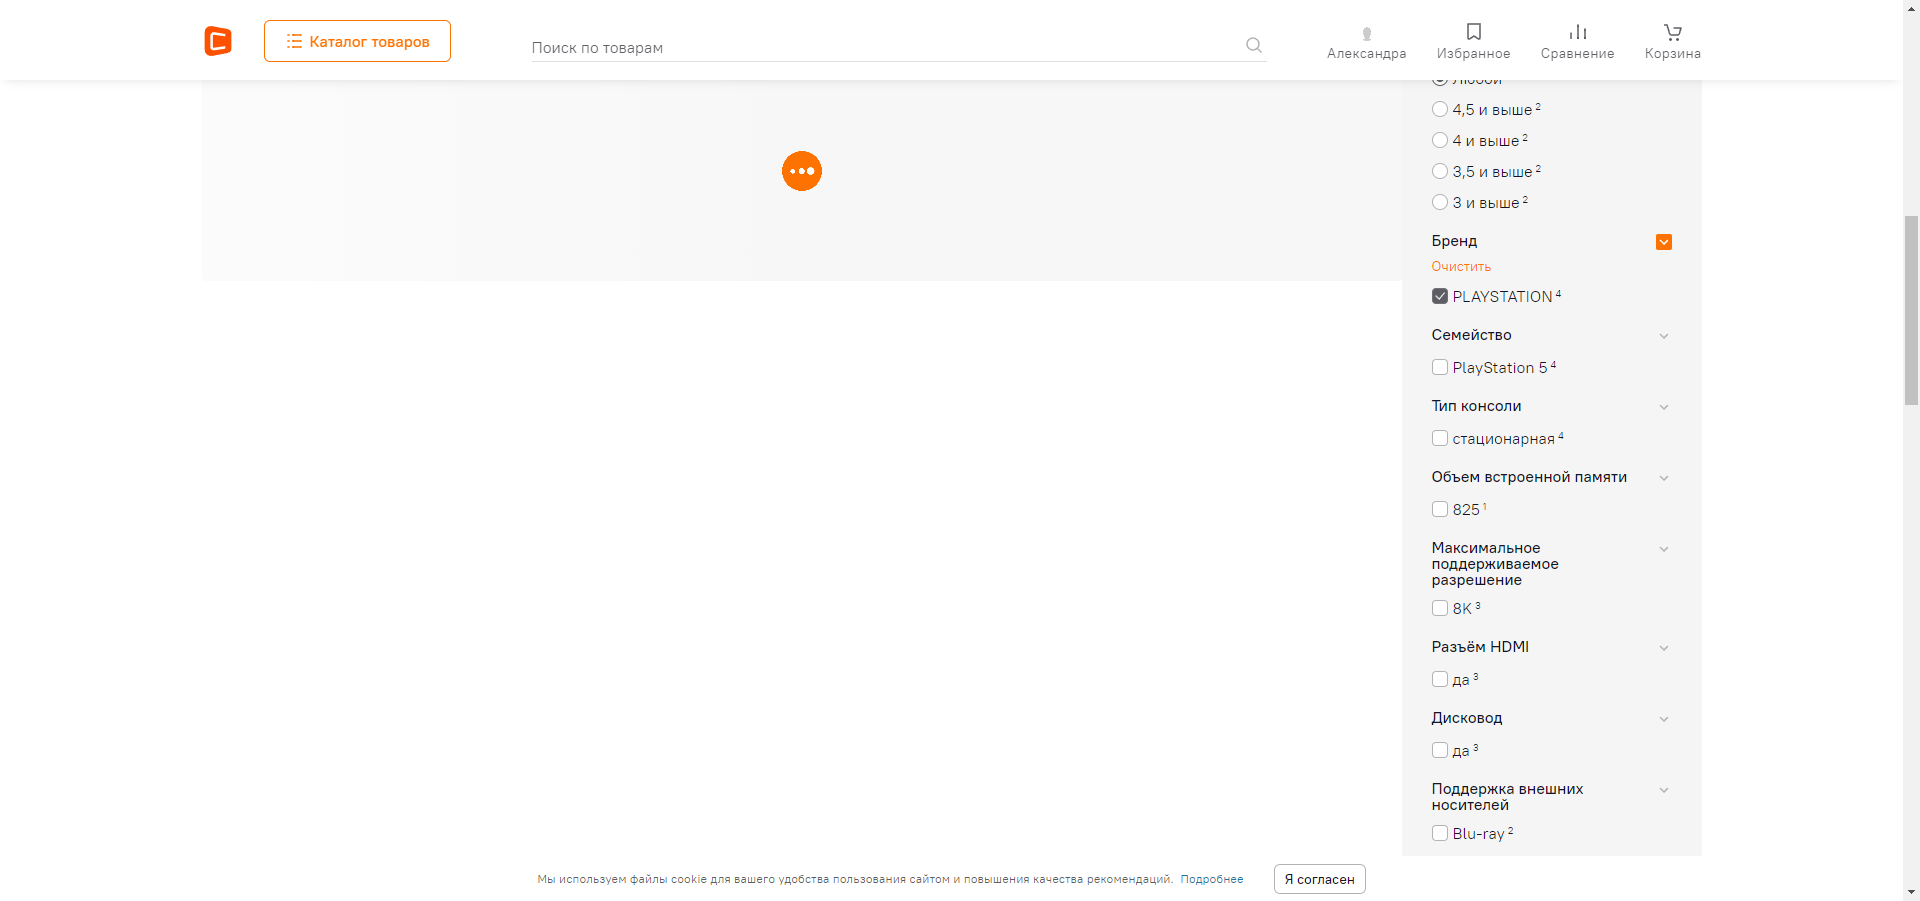 Каталог товаров
Поиск по товарам
Александра
Избранное
Сравнение
Корзина
Любой
4,5 и выше 2
4 и выше 2
3,5 и выше 2
3 и выше 2
Бренд
Очистить
PLAYSTATION 4
Семейство
PlayStation 5 4
Тип консоли
стационарная 4
Объем встроенной памяти
825 1
Максимальное
поддерживаемое
разрешение
8K 3
Разъём HDMI
да 3
Дисковод
да 3
Поддержка внешних
носителей
Blu-ray 2
Мы используем файлы cookie для вашего удобства пользования сайтом и повышения качества рекомендаций. Подробнее
Я согласен